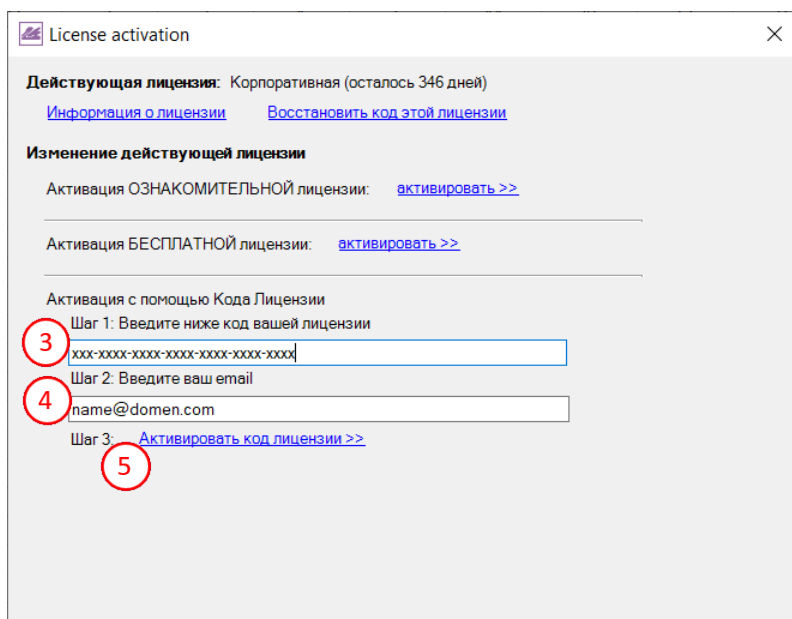 License activation
Действующая лицензия: Корпоративная (осталось 346 дней)
Информация о лицензии Восстановить код этой лицензии
Изменение действующей лицензии
Активация ОЗНАКОМИТЕЛЬНОЙ лицензии: активировать >>
Активация БЕСПЛАТНОЙ лицензии: активировать >>
Активация с помощью Кода Лицензии
Шаг 1: Введите ниже код вашей лицензии
3 xxx-xxxx-xxxx-xxxx-xxxx-xxxx-xxxx
Шаг 2: Введите ваш email
4 name@domen.com
Шаг 3: Активировать код лицензии >>
5